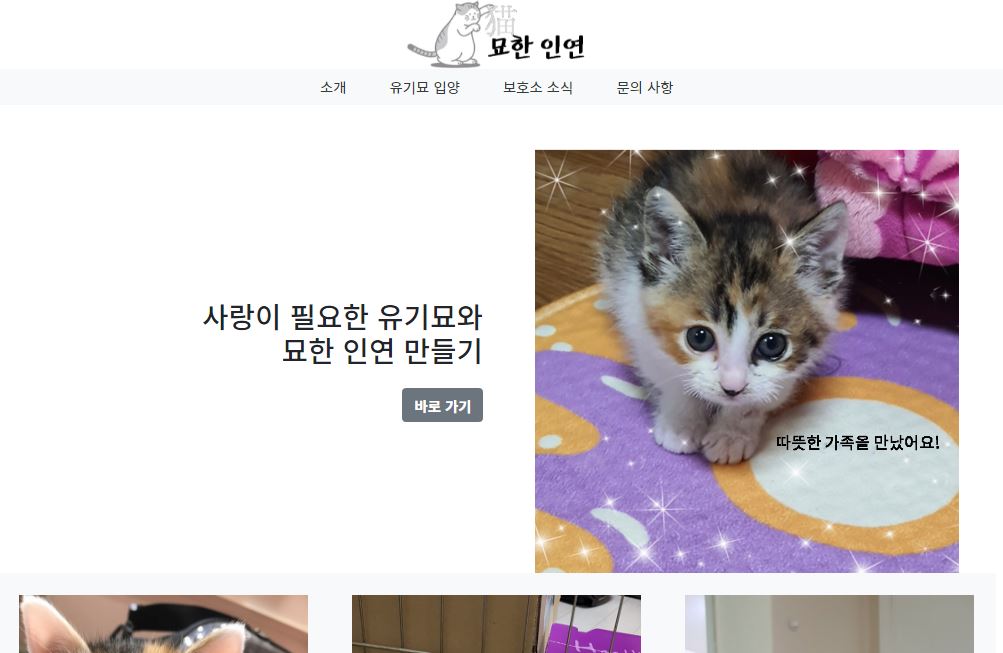 猫
묘한 인연
소개 유기묘 입양 보호소 소식 문의 사항
사랑이 필요한 유기묘와
묘한 인연 만들기
바로 가기
따뜻한 가족을 만났어요!